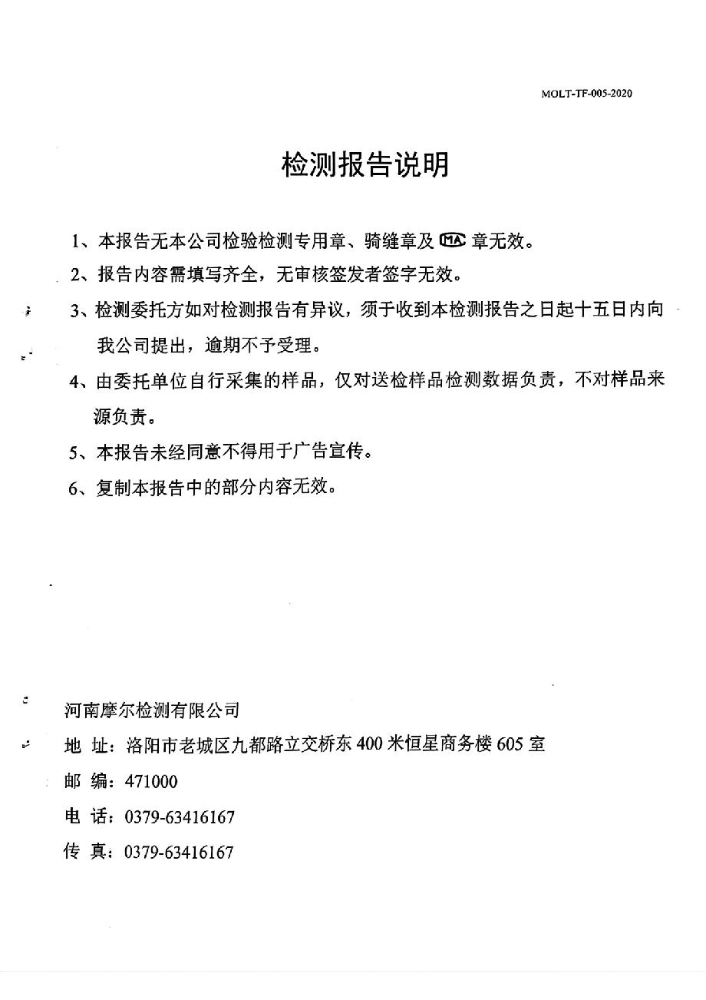 MOLT-TF-005-2020
检测报告说明
1、本报告无本公司检验检测专用章、骑缝章及 MA 章无效。
2、报告内容需填写齐全，无审核签发者签字无效。
3、检测委托方如对检测报告有异议，须于收到本检测报告之日起十五日内向
我公司提出，逾期不予受理。
4、由委托单位自行采集的样品，仅对送检样品检测数据负责，不对样品来
源负责。
5、本报告未经同意不得用于广告宣传。
6、复制本报告中的部分内容无效。
河南摩尔检测有限公司
地 址：洛阳市老城区九都路立交桥东 400 米恒星商务楼 605 室
邮 编：471000
电 话：0379-63416167
传 真：0379-63416167